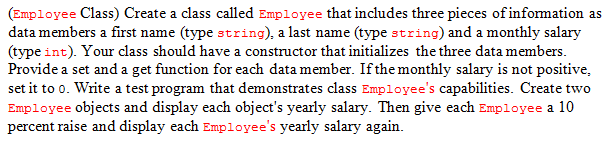 (Employee Class) Create a class called Employee that includes three pieces of information as
data members a first name (type string), a last name (type string) and a monthly salary
(type int). Your class should have a constructor that initializes the three data members.
Provide a set and a get function for each data member. If the monthly salary is not positive,
set it to 0. Write a test program that demonstrates class Employee's capabilities. Create two
Employee objects and display each object's yearly salary. Then give each Employee a 10
percent raise and display each Employee's yearly salary again.